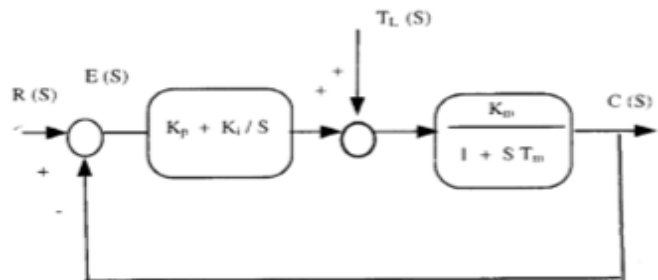 T_L (S)
E (S)
R (S)
+
+
C (S)
K_p + K_i / S
K_m
1 + S T_m
+
+
-